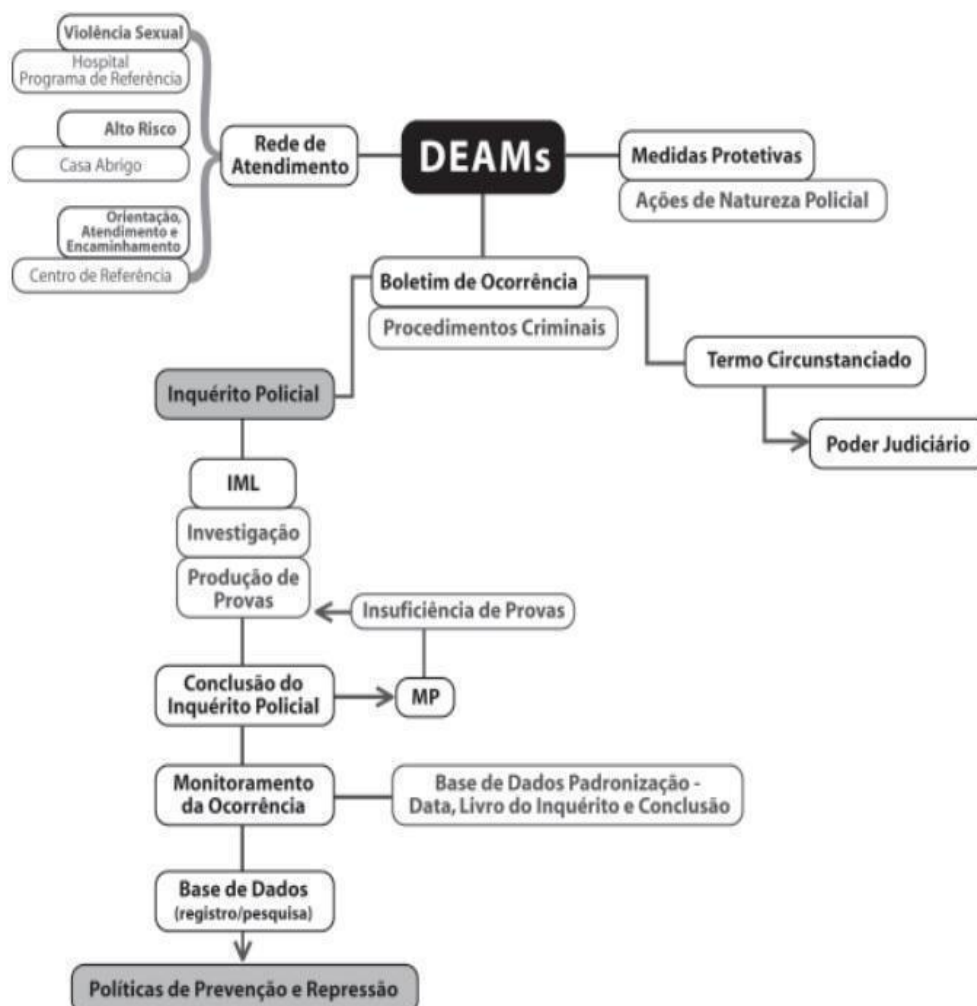 Violência Sexual
Hospital
Programa de Referência
Alto Risco
Casa Abrigo
Orientação,
Atendimento e
Encaminhamento
Centro de Referência
Rede de
Atendimento
DEAMs
Medidas Protetivas
Ações de Natureza Policial
Boletim de Ocorrência
Procedimentos Criminais
Termo Circunstanciado
Poder Judiciário
Inquérito Policial
IML
Investigação
Produção de
Provas
Insuficiência de Provas
Conclusão do
Inquérito Policial
MP
Monitoramento
da Ocorrência
Base de Dados Padronização -
Data, Livro do Inquérito e Conclusão
Base de Dados
(registro/pesquisa)
Políticas de Prevenção e Repressão